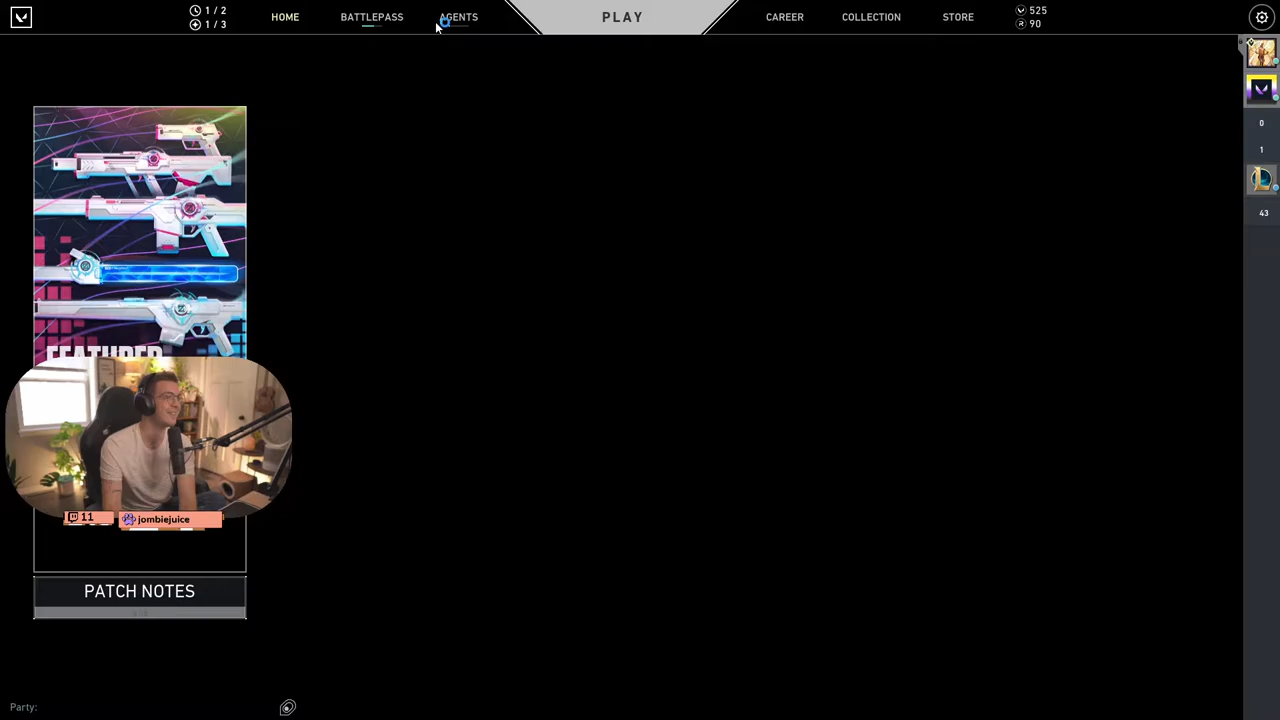 1 / 2
1 / 3
HOME
BATTLEPASS
AGENTS
PLAY
CAREER
COLLECTION
STORE
525
90
0
1
43
FEATURED
11
jombiejuice
PATCH NOTES
Party: